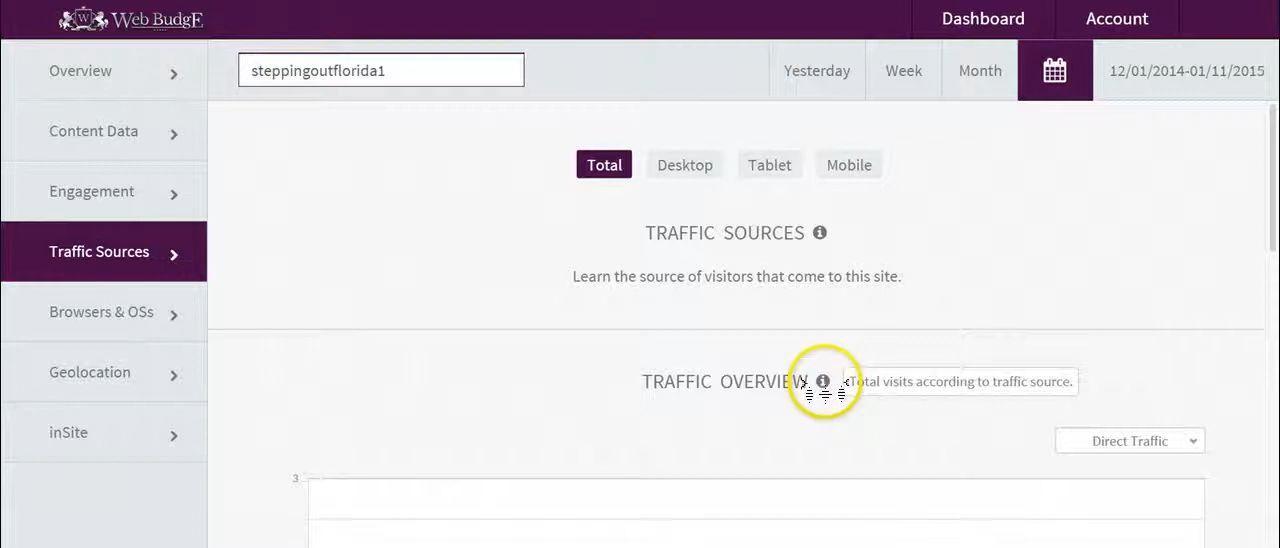 Web BudgE
Dashboard
Account
Overview
steppingoutflorida1
Yesterday
Week
Month
12/01/2014-01/11/2015
Content Data
Engagement
Traffic Sources
Browsers & OSs
Geolocation
inSite
Total
Desktop
Tablet
Mobile
TRAFFIC SOURCES
Learn the source of visitors that come to this site.
TRAFFIC OVERVIEW
Total visits according to traffic source.
Direct Traffic
3